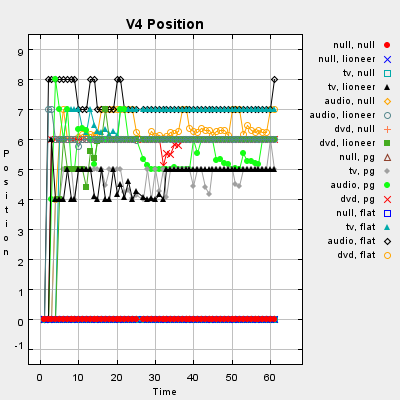 V4 Position
9
8
7
6
5
4
3
2
1
0
-1
Position
0
10
20
30
40
50
60
Time
null, null
null, lioneer
tv, null
tv, lioneer
audio, null
audio, lioneer
dvd, null
dvd, lioneer
null, pg
tv, pg
audio, pg
dvd, pg
null, flat
tv, flat
audio, flat
dvd, flat